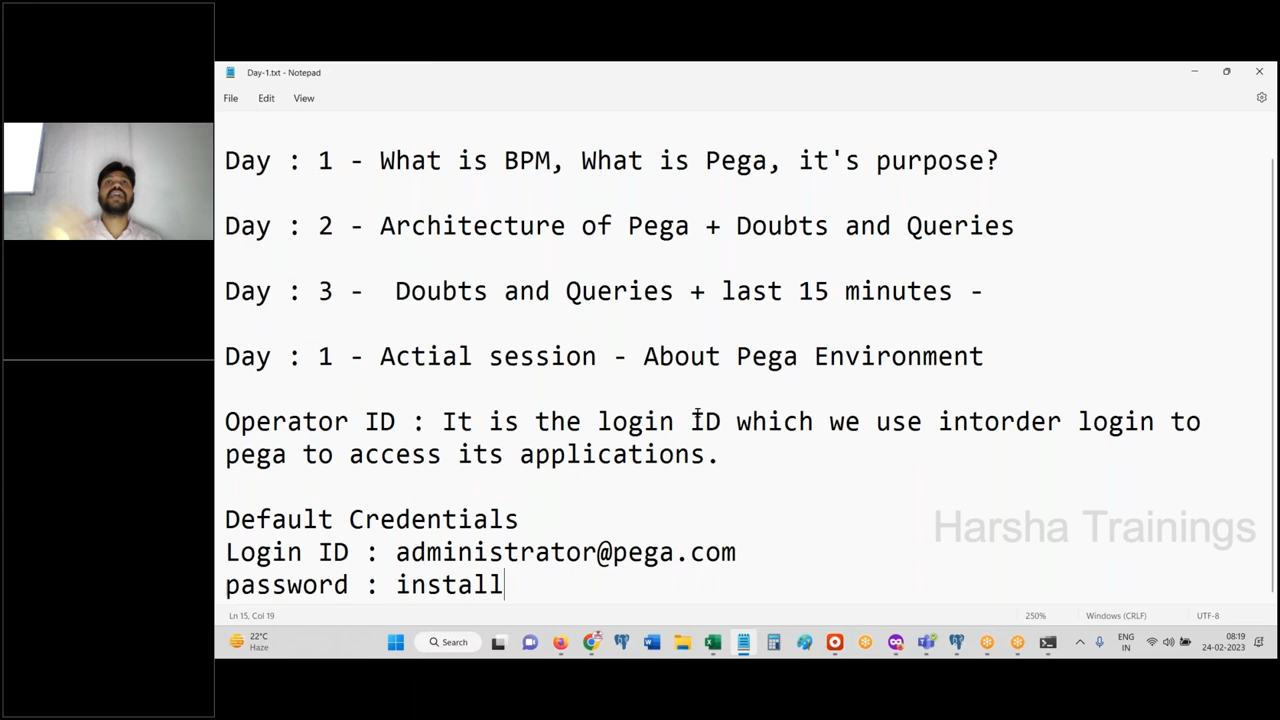 Day-1.txt - Notepad
File Edit View
Day : 1 - What is BPM, What is Pega, it's purpose?
Day : 2 - Architecture of Pega + Doubts and Queries
Day : 3 -  Doubts and Queries + last 15 minutes -
Day : 1 - Actial session - About Pega Environment
Operator ID : It is the login ID which we use intorder login to
pega to access its applications.
Harsha Trainings
Default Credentials
Login ID : administrator@pega.com
password : install
Ln 15, Col 19 250% Windows (CRLF) UTF-8
22°C
Haze
Search
ENG
IN
08:19
24-02-2023